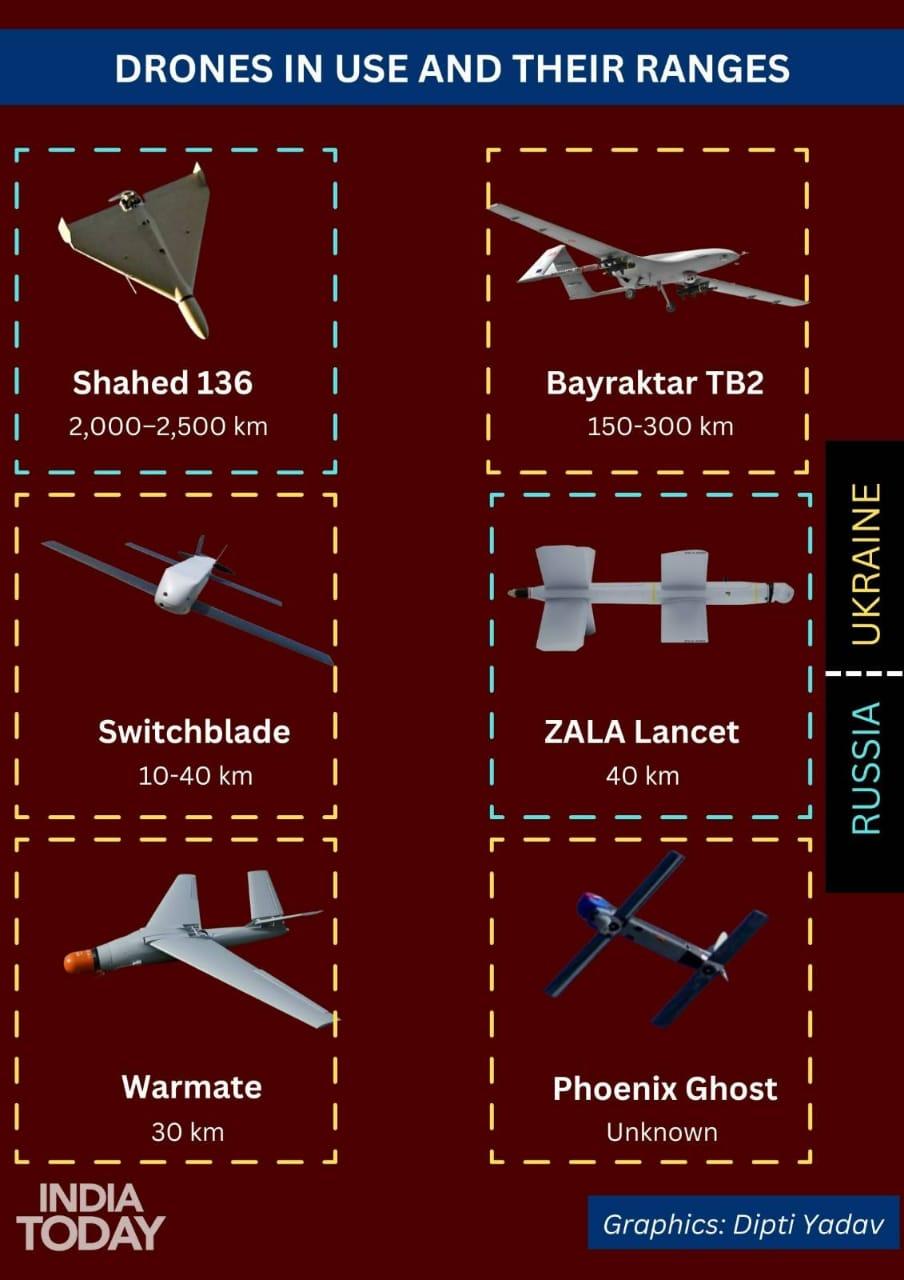 DRONES IN USE AND THEIR RANGES
Shahed 136
2,000–2,500 km
Bayraktar TB2
150-300 km
Switchblade
10-40 km
ZALA Lancet
40 km
UKRAINE
RUSSIA
Warmate
30 km
Phoenix Ghost
Unknown
INDIA
TODAY
Graphics: Dipti Yadav